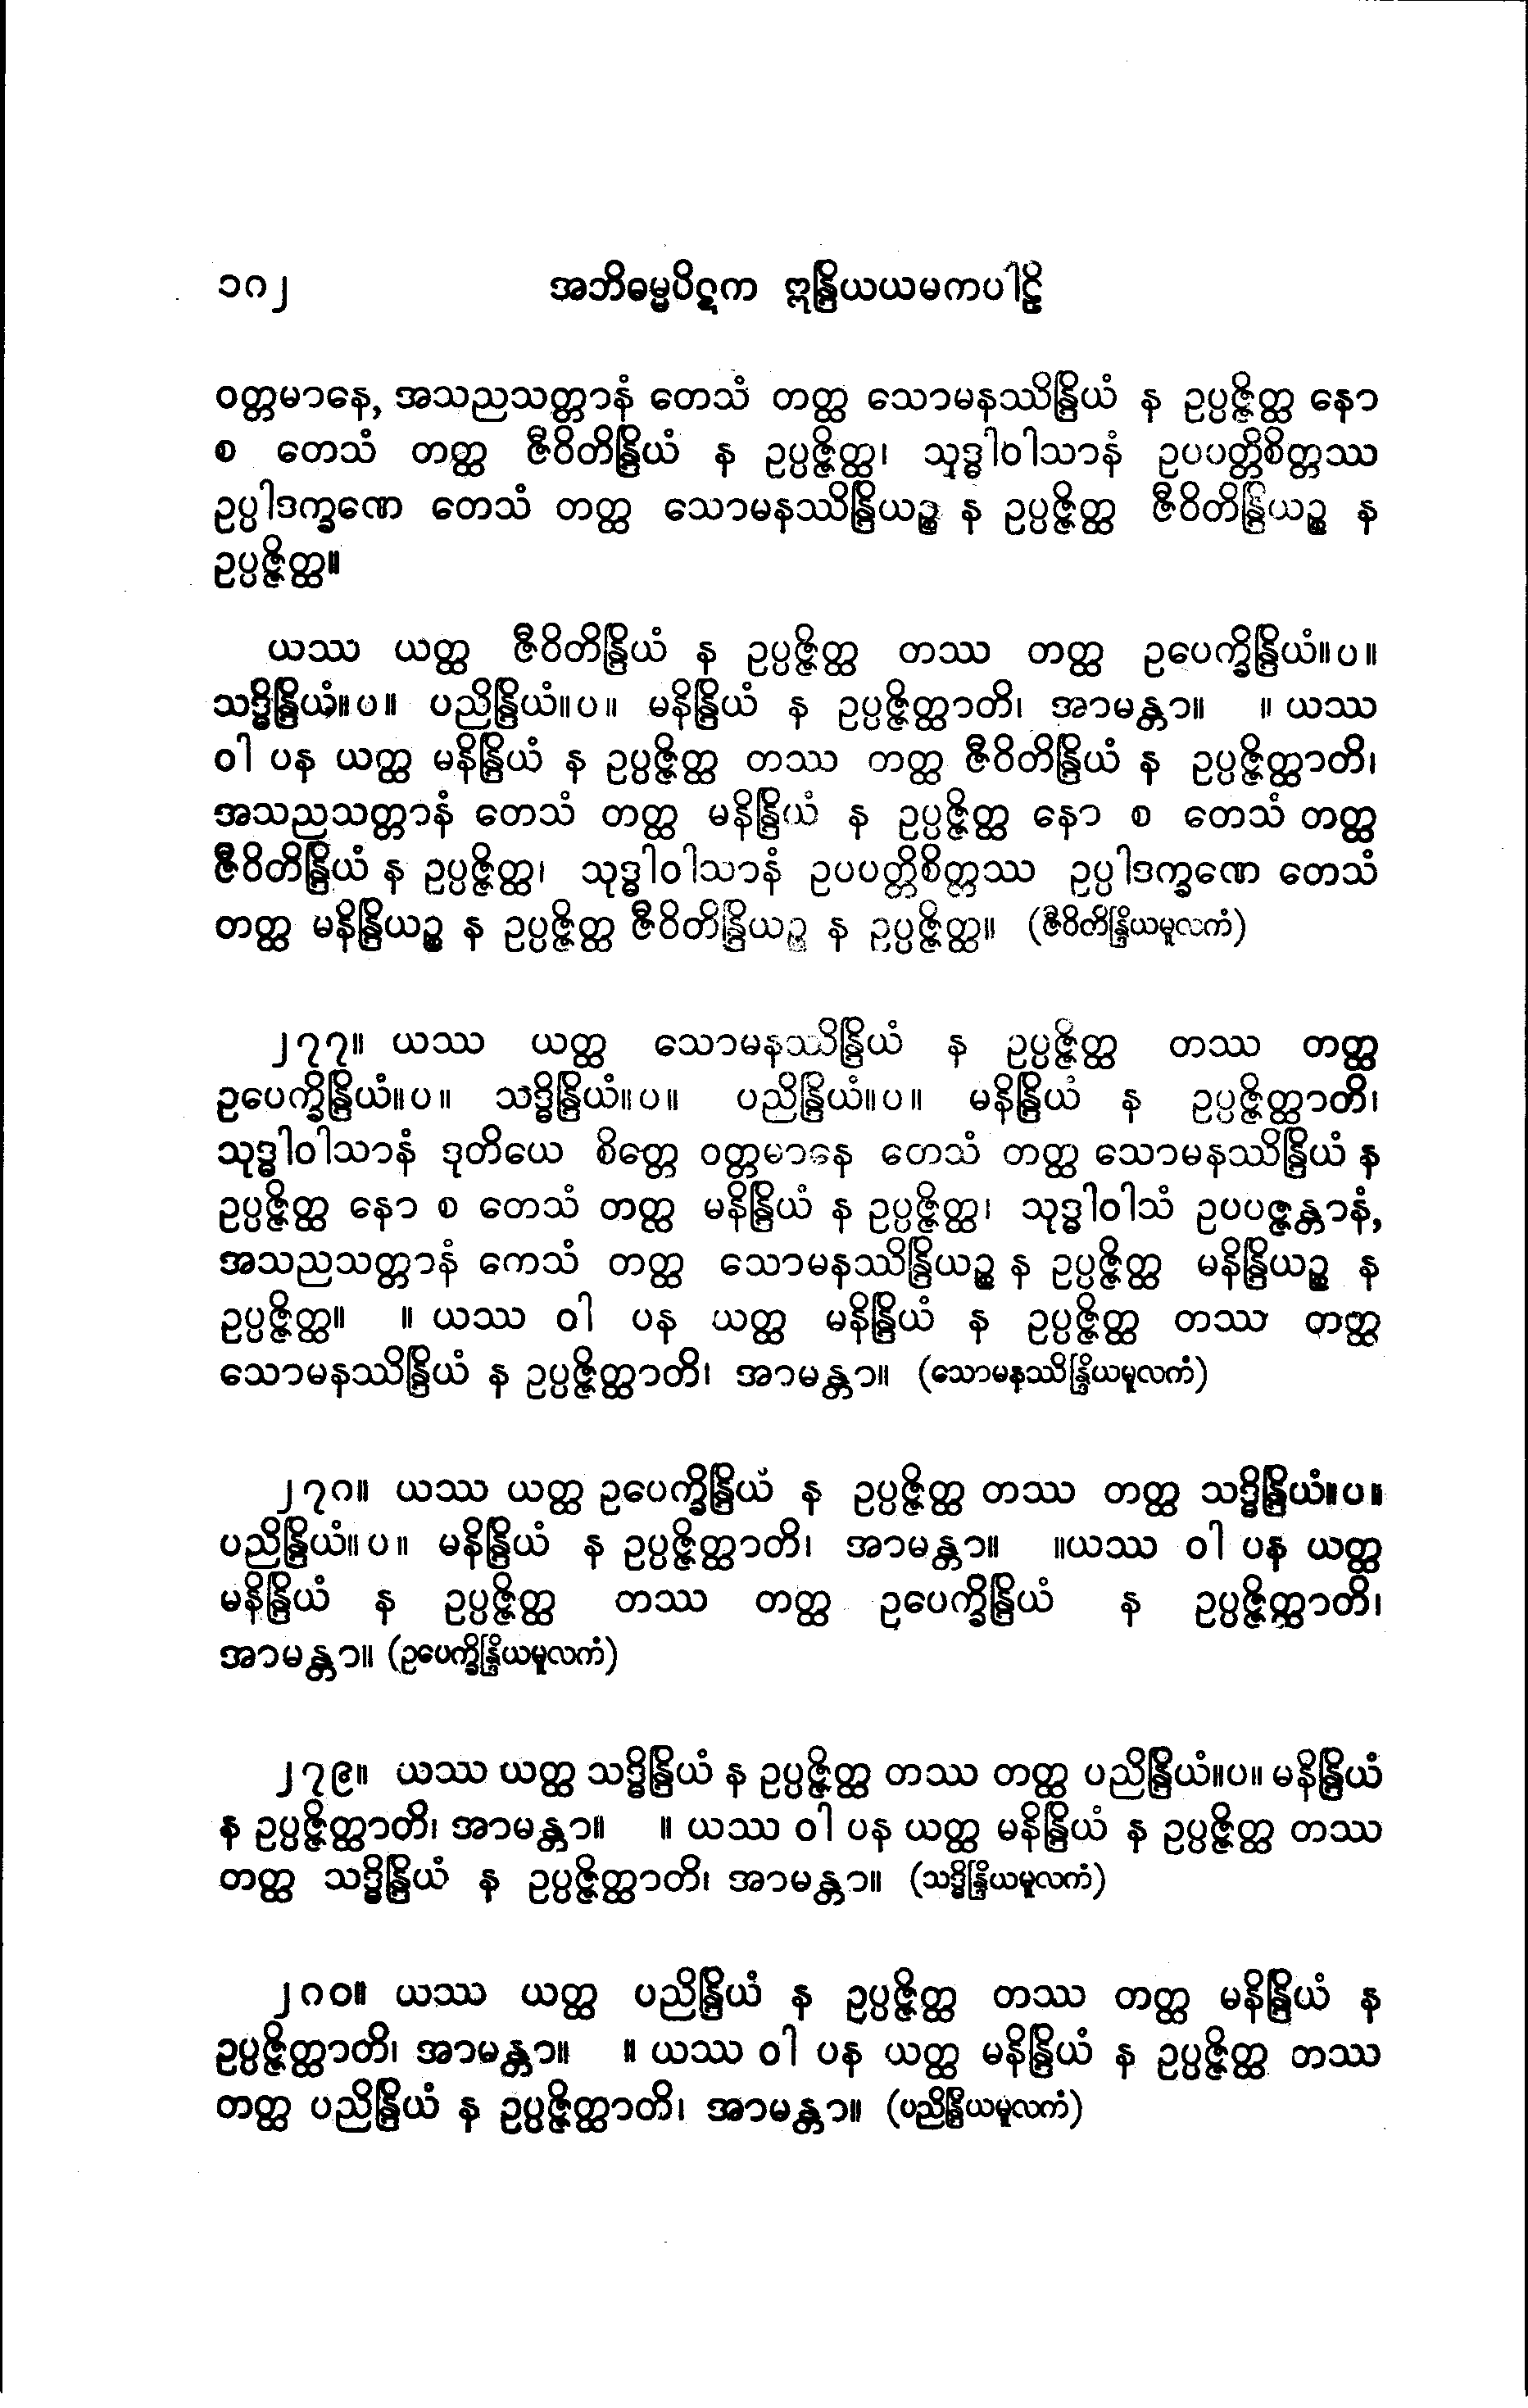 ၁၈၂ အဘိဓမ္မပိဋက ဣန္ဒြိယယမကပါဠိ
ဝတ္တမာနေ, အသညသတ္တာနံ တေသံ တတ္ထ သောမနဿိန္ဒြိယံ န ဥပ္ပဇ္ဇိတ္ထ နော
စ တေသံ တတ္ထ ဇီဝိတိန္ဒြိယံ န ဥပ္ပဇ္ဇိတ္ထ၊ သုဒ္ဓါဝါသာနံ ဥပပတ္တိစိတ္တဿ
ဥပ္ပါဒက္ခဏေ တေသံ တတ္ထ သောမနဿိန္ဒြိယဉ္စ န ဥပ္ပဇ္ဇိတ္ထ ဇီဝိတိန္ဒြိယဉ္စ န
ဥပ္ပဇ္ဇိတ္ထ။
ယဿ ယတ္ထ ဇီဝိတိန္ဒြိယံ န ဥပ္ပဇ္ဇိတ္ထ တဿ တတ္ထ ဥပေက္ခိန္ဒြိယံ။ပ။
သဒ္ဓိန္ဒြိယံ။ပ။ ပညိန္ဒြိယံ။ပ။ မနိန္ဒြိယံ န ဥပ္ပဇ္ဇိတ္ထာတိ၊ အာမန္တာ။ ။ ယဿ
ဝါ ပန ယတ္ထ မနိန္ဒြိယံ န ဥပ္ပဇ္ဇိတ္ထ တဿ တတ္ထ ဇီဝိတိန္ဒြိယံ န ဥပ္ပဇ္ဇိတ္ထာတိ၊
အသညသတ္တာနံ တေသံ တတ္ထ မနိန္ဒြိယံ န ဥပ္ပဇ္ဇိတ္ထ နော စ တေသံ တတ္ထ
ဇီဝိတိန္ဒြိယံ န ဥပ္ပဇ္ဇိတ္ထ၊ သုဒ္ဓါဝါသာနံ ဥပပတ္တိစိတ္တဿ ဥပ္ပါဒက္ခဏေ တေသံ
တတ္ထ မနိန္ဒြိယဉ္စ န ဥပ္ပဇ္ဇိတ္ထ ဇီဝိတိန္ဒြိယဉ္စ န ဥပ္ပဇ္ဇိတ္ထ။ (ဇီဝိတိန္ဒြိယမူလကံ)
၂၇၇။ ယဿ ယတ္ထ သောမနဿိန္ဒြိယံ န ဥပ္ပဇ္ဇိတ္ထ တဿ တတ္ထ
ဥပေက္ခိန္ဒြိယံ။ပ။ သဒ္ဓိန္ဒြိယံ။ပ။ ပညိန္ဒြိယံ။ပ။ မနိန္ဒြိယံ န ဥပ္ပဇ္ဇိတ္ထာတိ၊
သုဒ္ဓါဝါသာနံ ဒုတိယေ စိတ္တေ ဝတ္တမာနေ တေသံ တတ္ထ သောမနဿိန္ဒြိယံ န
ဥပ္ပဇ္ဇိတ္ထ နော စ တေသံ တတ္ထ မနိန္ဒြိယံ န ဥပ္ပဇ္ဇိတ္ထ၊ သုဒ္ဓါဝါသံ ဥပပဇ္ဇန္တာနံ,
အသညသတ္တာနံ ကေသံ တတ္ထ သောမနဿိန္ဒြိယဉ္စ န ဥပ္ပဇ္ဇိတ္ထ မနိန္ဒြိယဉ္စ န
ဥပ္ပဇ္ဇိတ္ထ။ ။ ယဿ ဝါ ပန ယတ္ထ မနိန္ဒြိယံ န ဥပ္ပဇ္ဇိတ္ထ တဿ တတ္ထ
သောမနဿိန္ဒြိယံ န ဥပ္ပဇ္ဇိတ္ထာတိ၊ အာမန္တာ။ (သောမနဿိန္ဒြိယမူလကံ)
၂၇၈။ ယဿ ယတ္ထ ဥပေက္ခိန္ဒြိယံ န ဥပ္ပဇ္ဇိတ္ထ တဿ တတ္ထ သဒ္ဓိန္ဒြိယံ။ပ။
ပညိန္ဒြိယံ။ပ။ မနိန္ဒြိယံ န ဥပ္ပဇ္ဇိတ္ထာတိ၊ အာမန္တာ။ ။ယဿ ဝါ ပန ယတ္ထ
မနိန္ဒြိယံ န ဥပ္ပဇ္ဇိတ္ထ တဿ တတ္ထ ဥပေက္ခိန္ဒြိယံ န ဥပ္ပဇ္ဇိတ္ထာတိ၊
အာမန္တာ။ (ဥပေက္ခိန္ဒြိယမူလကံ)
၂၇၉။ ယဿ ယတ္ထ သဒ္ဓိန္ဒြိယံ န ဥပ္ပဇ္ဇိတ္ထ တဿ တတ္ထ ပညိန္ဒြိယံ။ပ။ မနိန္ဒြိယံ
န ဥပ္ပဇ္ဇိတ္ထာတိ၊ အာမန္တာ။ ။ ယဿ ဝါ ပန ယတ္ထ မနိန္ဒြိယံ န ဥပ္ပဇ္ဇိတ္ထ တဿ
တတ္ထ သဒ္ဓိန္ဒြိယံ န ဥပ္ပဇ္ဇိတ္ထာတိ၊ အာမန္တာ။ (သဒ္ဓိန္ဒြိယမူလကံ)
၂၈၀။ ယဿ ယတ္ထ ပညိန္ဒြိယံ န ဥပ္ပဇ္ဇိတ္ထ တဿ တတ္ထ မနိန္ဒြိယံ န
ဥပ္ပဇ္ဇိတ္ထာတိ၊ အာမန္တာ။ ။ ယဿ ဝါ ပန ယတ္ထ မနိန္ဒြိယံ န ဥပ္ပဇ္ဇိတ္ထ တဿ
တတ္ထ ပညိန္ဒြိယံ န ဥပ္ပဇ္ဇိတ္ထာတိ၊ အာမန္တာ။ (ပညိန္ဒြိယမူလကံ)